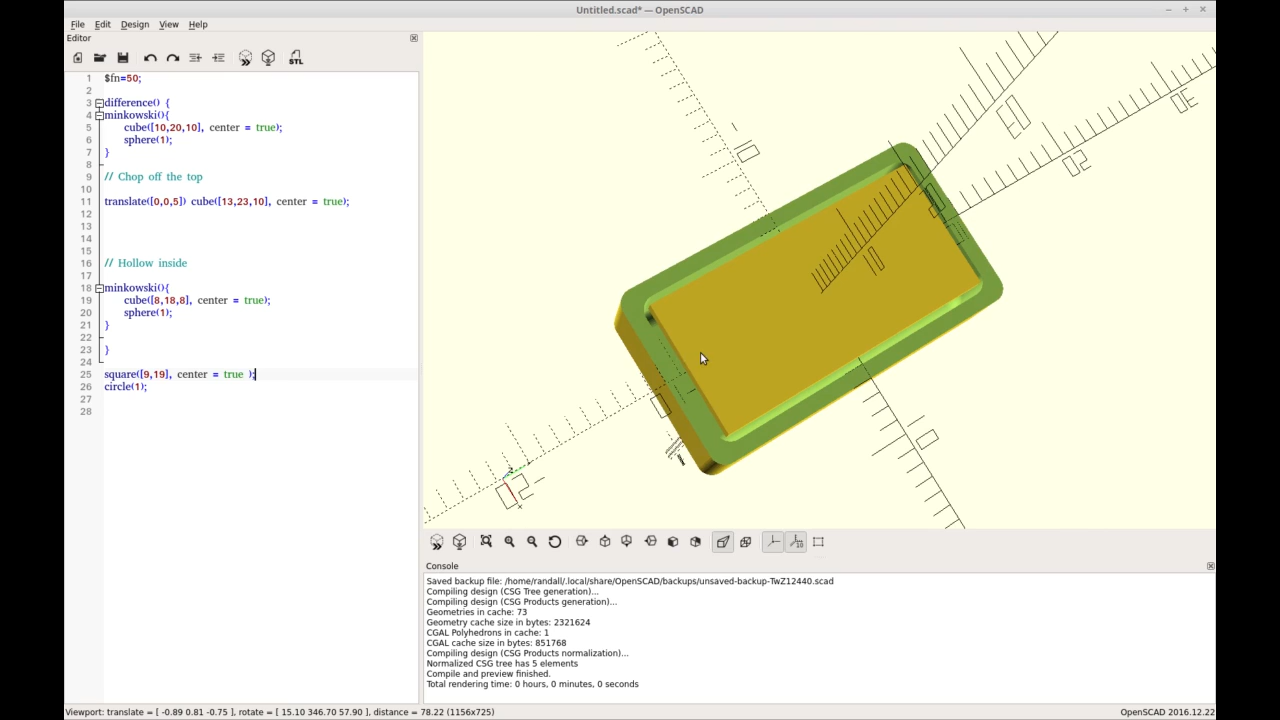 Untitled.scad* — OpenSCAD
File Edit Design View Help
Editor
STL
1 $fn=50;
2
3 difference() {
4 minkowski(){
5 cube([10,20,10], center = true);
6 sphere(1);
7 }
8
9 // Chop off the top
10
11 translate([0,0,5]) cube([13,23,10], center = true);
12
13
14
15
16 // Hollow inside
17
18 minkowski(){
19 cube([8,18,8], center = true);
20 sphere(1);
21 }
22
23 }
24
25 square([9,19], center = true );
26 circle(1);
27
28
Console
Saved backup file: /home/randall/.local/share/OpenSCAD/backups/unsaved-backup-TwZ12440.scad
Compiling design (CSG Tree generation)...
Compiling design (CSG Products generation)...
Geometries in cache: 73
Geometry cache size in bytes: 2321624
CGAL Polyhedrons in cache: 1
CGAL cache size in bytes: 851768
Compiling design (CSG Products normalization)...
Normalized CSG tree has 5 elements
Compile and preview finished.
Total rendering time: 0 hours, 0 minutes, 0 seconds
Viewport: translate = [ -0.89 0.81 -0.75 ], rotate = [ 15.10 346.70 57.90 ], distance = 78.22 (1156x725)
OpenSCAD 2016.12.22